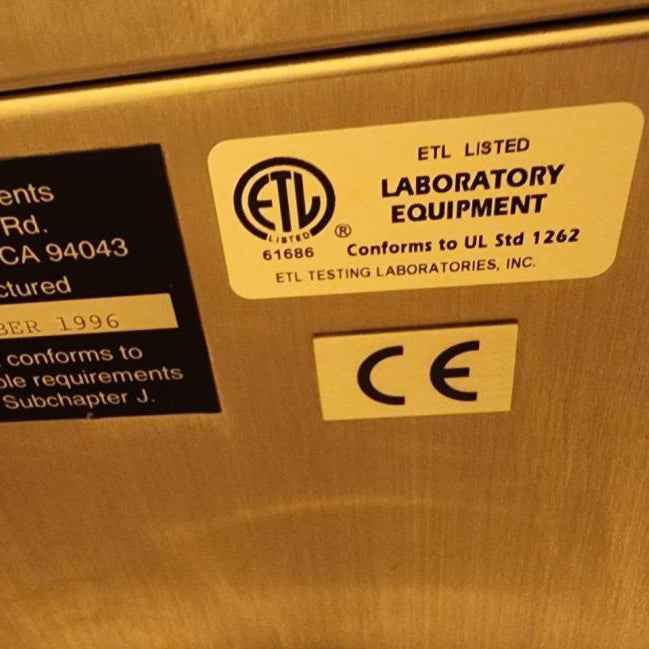 ents
Rd.
CA 94043
ctured
BER 1996
conforms to
ble requirements
Subchapter J.
ETL LISTED
LABORATORY
EQUIPMENT
Conforms to UL Std 1262
ETL TESTING LABORATORIES, INC.
ETL
LISTED
®
61686
CE